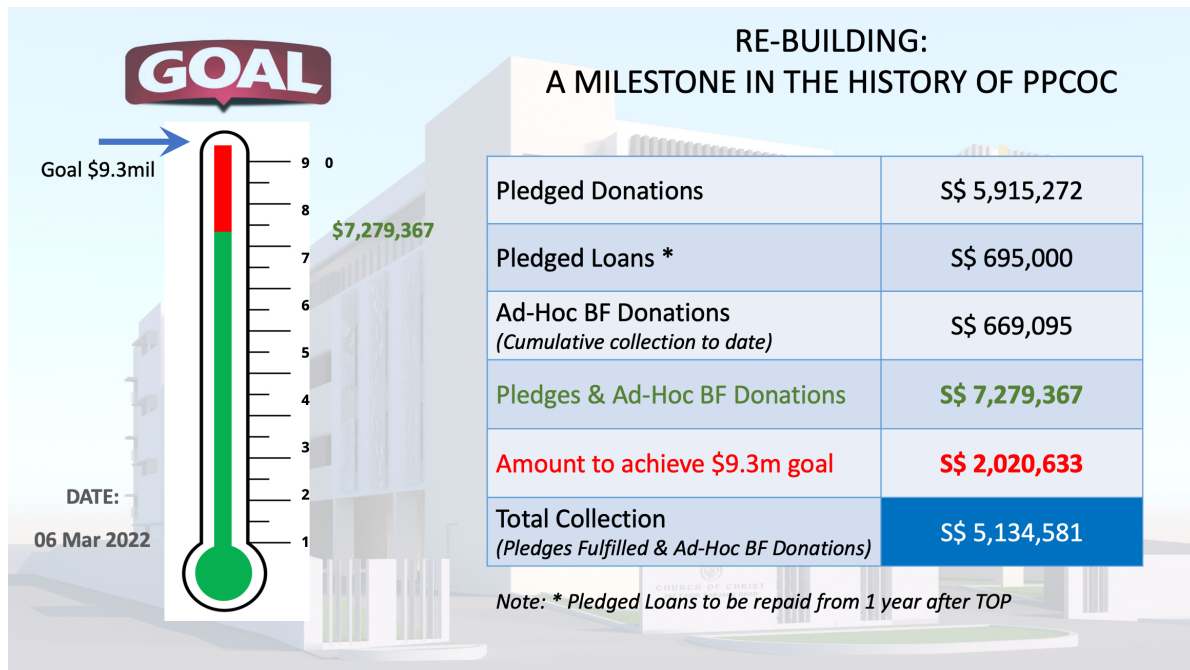 GOAL
Goal $9.3mil
9 0
8
$7,279,367
7
6
5
4
3
2
1
DATE:
06 Mar 2022
RE-BUILDING:
A MILESTONE IN THE HISTORY OF PPCOC
Pledged Donations S$ 5,915,272
Pledged Loans * S$ 695,000
Ad-Hoc BF Donations
(Cumulative collection to date) S$ 669,095
Pledges & Ad-Hoc BF Donations S$ 7,279,367
Amount to achieve $9.3m goal S$ 2,020,633
Total Collection
(Pledges Fulfilled & Ad-Hoc BF Donations) S$ 5,134,581
CHURCH OF CHRIST
Note: * Pledged Loans to be repaid from 1 year after TOP